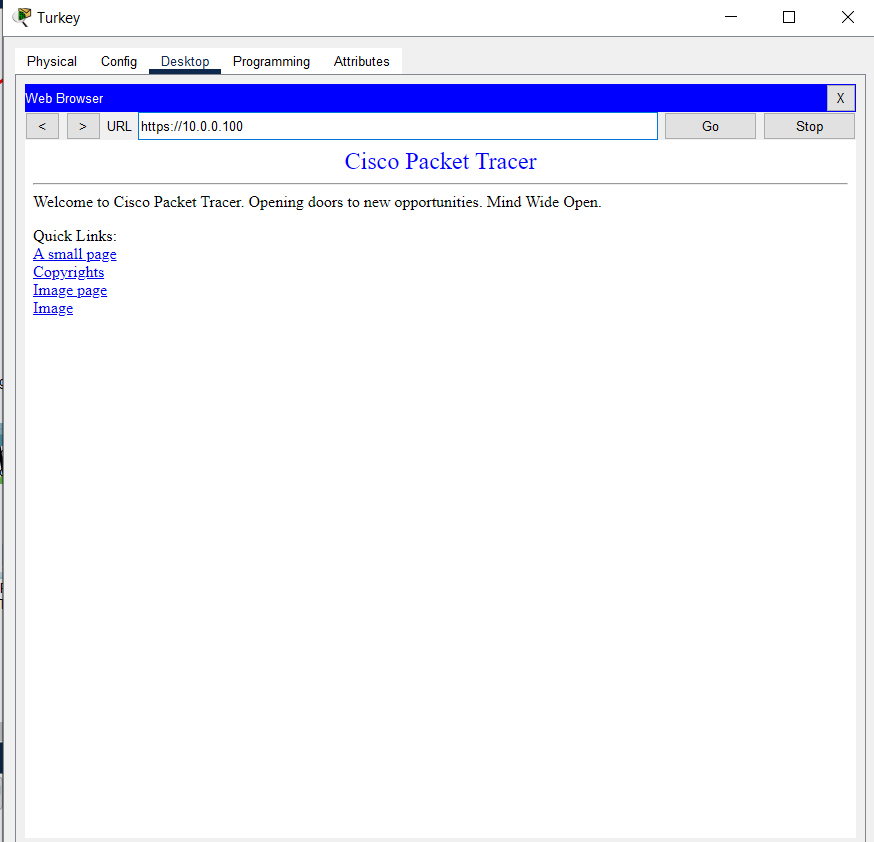 Turkey
Physical Config Desktop Programming Attributes
Web Browser X
< > URL https://10.0.0.100 Go Stop
Cisco Packet Tracer
Welcome to Cisco Packet Tracer. Opening doors to new opportunities. Mind Wide Open.
Quick Links:
A small page
Copyrights
Image page
Image